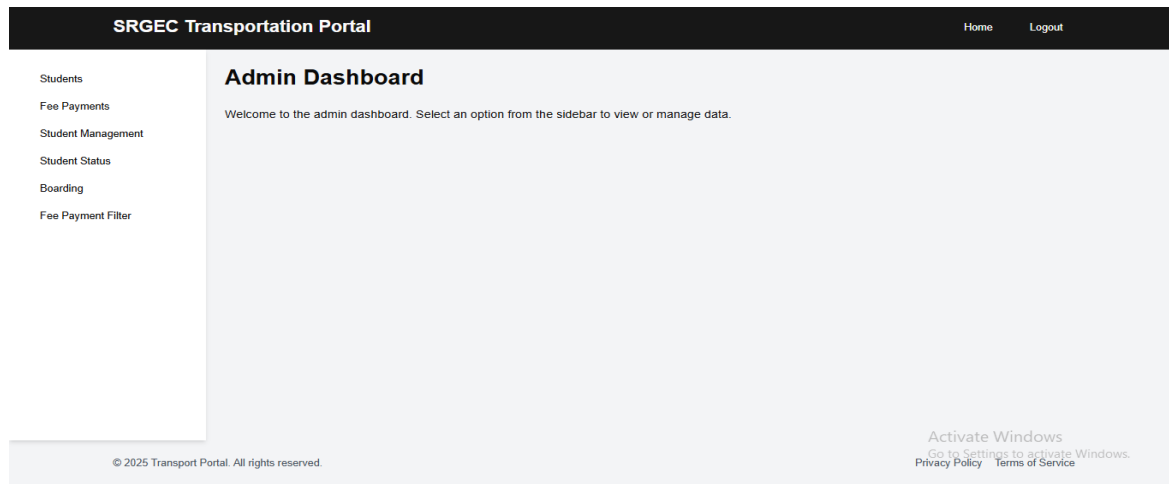 SRGEC Transportation Portal Home Logout
Students
Fee Payments
Student Management
Student Status
Boarding
Fee Payment Filter
Admin Dashboard
Welcome to the admin dashboard. Select an option from the sidebar to view or manage data.
Activate Windows
Go to Settings to activate Windows.
© 2025 Transport Portal. All rights reserved. Privacy Policy Terms of Service